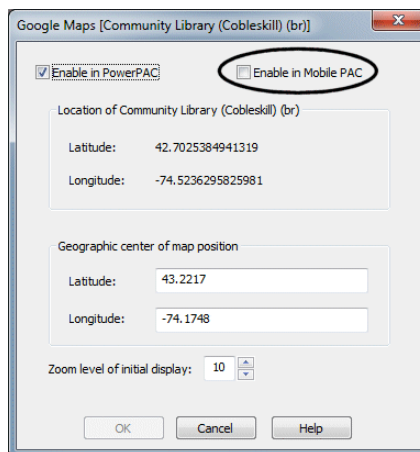 Google Maps [Community Library (Cobleskill) (br)]
Enable in PowerPAC
Enable in Mobile PAC
Location of Community Library (Cobleskill) (br)
Latitude: 42.7025384941319
Longitude: -74.5236295825981
Geographic center of map position
Latitude: 43.2217
Longitude: -74.1748
Zoom level of initial display: 10
OK Cancel Help